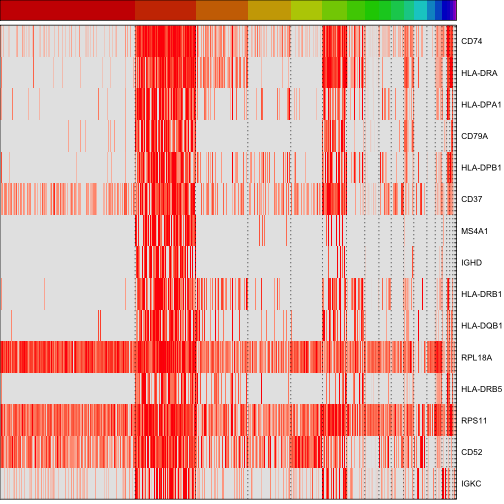 CD74
HLA-DRA
HLA-DPA1
CD79A
HLA-DPB1
CD37
MS4A1
IGHD
HLA-DRB1
HLA-DQB1
RPL18A
HLA-DRB5
RPS11
CD52
IGKC